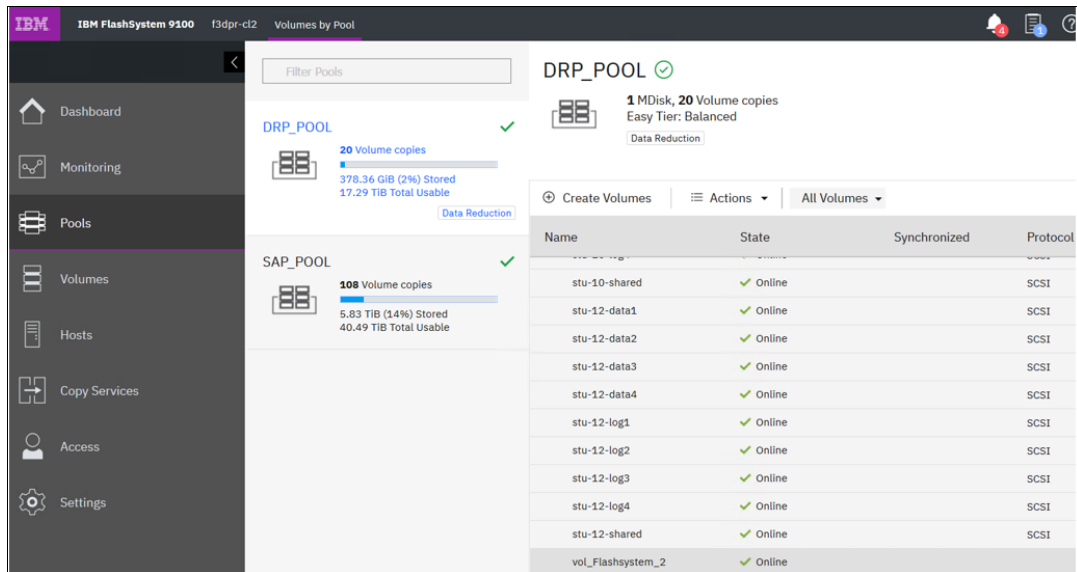 IBM
IBM FlashSystem 9100 f3dpr-cl2 Volumes by Pool
4
1
Dashboard
Monitoring
Pools
Volumes
Hosts
Copy Services
Access
Settings
Filter Pools
DRP_POOL
20 Volume copies
378.36 GiB (2%) Stored
17.29 TiB Total Usable
Data Reduction
SAP_POOL
108 Volume copies
5.83 TiB (14%) Stored
40.49 TiB Total Usable
DRP_POOL
1 MDisk, 20 Volume copies
Easy Tier: Balanced
Data Reduction
Create Volumes Actions All Volumes
Name State Synchronized Protocol
stu-10-shared Online SCSI
stu-12-data1 Online SCSI
stu-12-data2 Online SCSI
stu-12-data3 Online SCSI
stu-12-data4 Online SCSI
stu-12-log1 Online SCSI
stu-12-log2 Online SCSI
stu-12-log3 Online SCSI
stu-12-log4 Online SCSI
stu-12-shared Online SCSI
vol_Flashsystem_2 Online